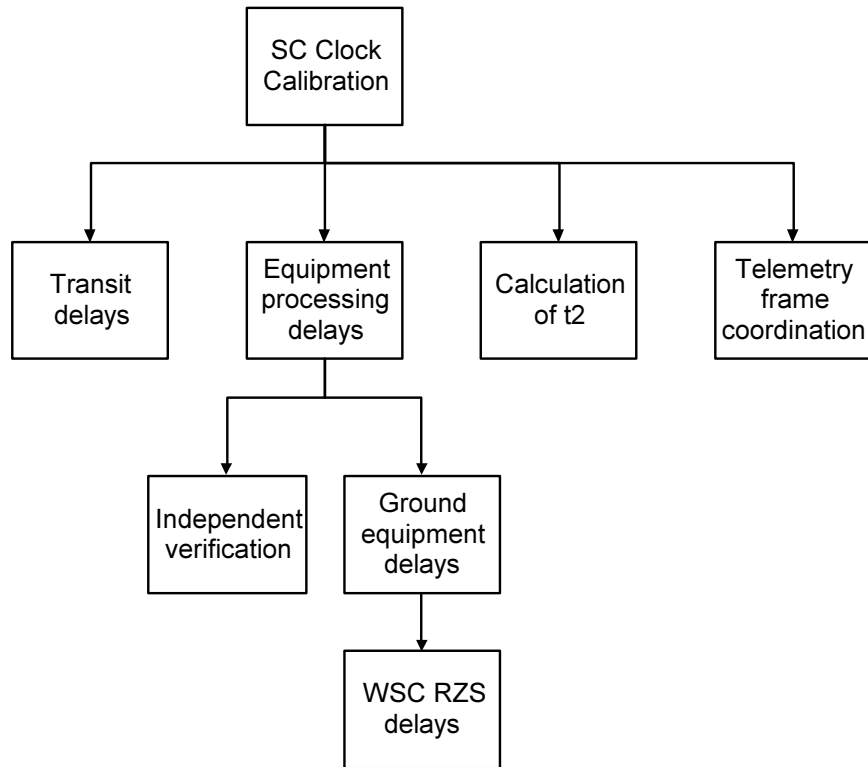 SC Clock
Calibration
Transit
delays
Equipment
processing
delays
Calculation
of t2
Telemetry
frame
coordination
Independent
verification
Ground
equipment
delays
WSC RZS
delays